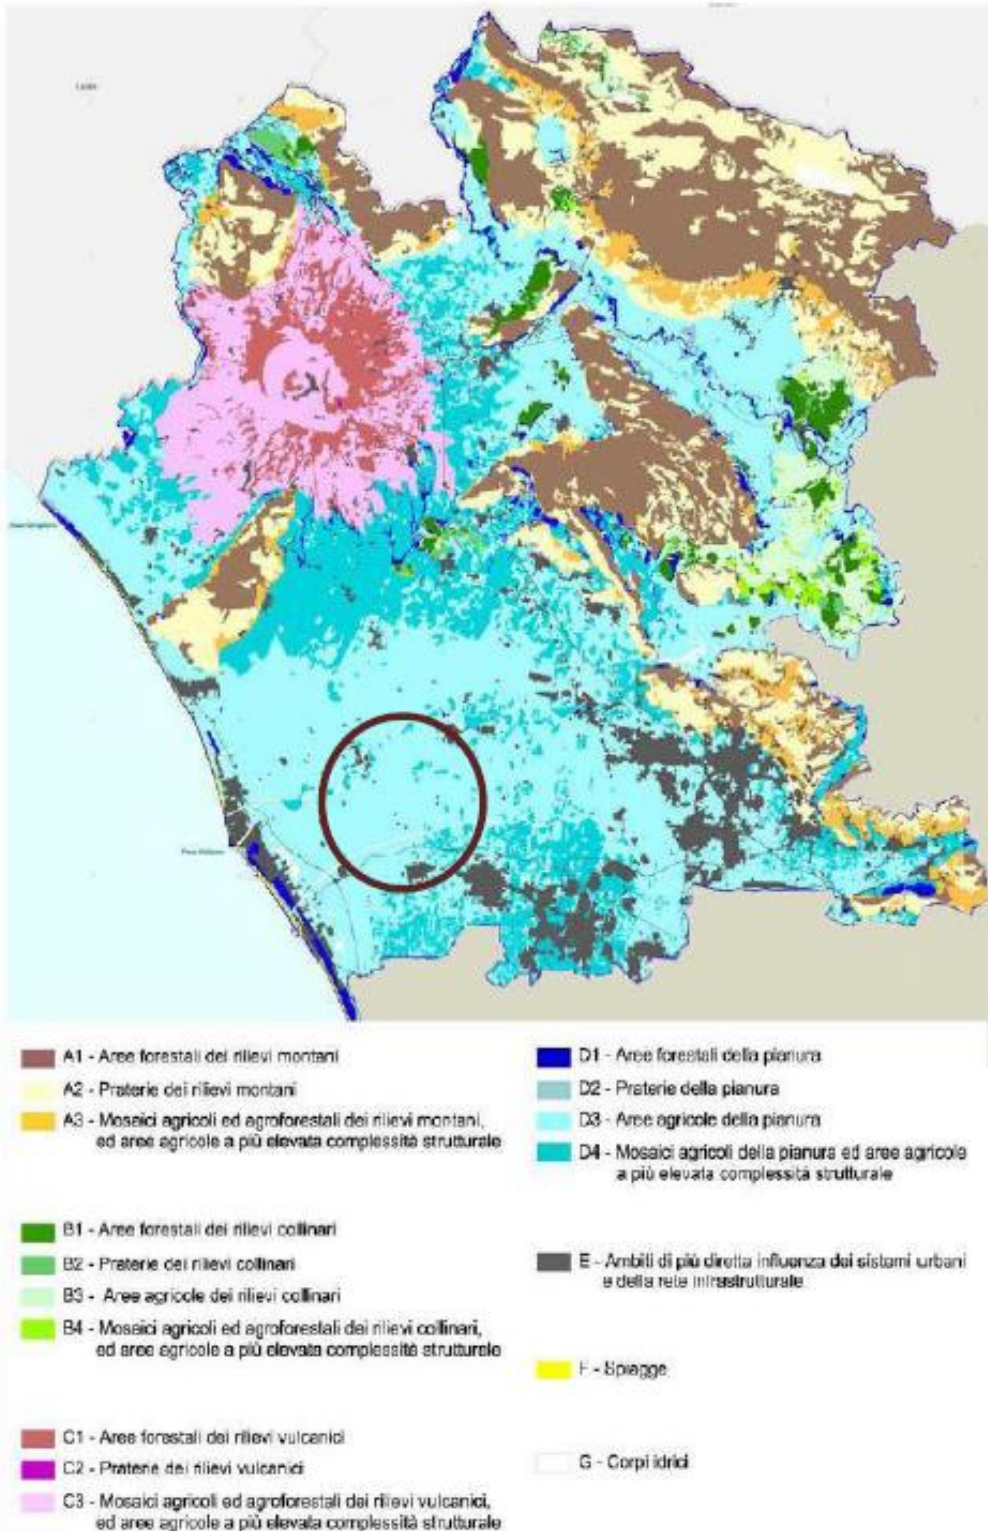 Lazio
A1 - Aree forestali dei rilievi montani
A2 - Praterie dei rilievi montani
A3 - Mosaici agricoli ed agroforestali dei rilievi montani,
ed aree agricole a più elevata complessità strutturale
B1 - Aree forestali dei rilievi collinari
B2 - Praterie dei rilievi collinari
B3 - Aree agricole dei rilievi collinari
B4 - Mosaici agricoli ed agroforestali dei rilievi collinari,
ed aree agricole a più elevata complessità strutturale
C1 - Aree forestali dei rilievi vulcanici
C2 - Praterie dei rilievi vulcanici
C3 - Mosaici agricoli ed agroforestali dei rilievi vulcanici,
ed aree agricole a più elevata complessità strutturale
D1 - Aree forestali della pianura
D2 - Praterie della pianura
D3 - Aree agricole della pianura
D4 - Mosaici agricoli della pianura ed aree agricole
a più elevata complessità strutturale
E - Ambiti di più diretta influenza dei sistemi urbani
e della rete infrastrutturale
F - Spiagge
G - Corpi idrici